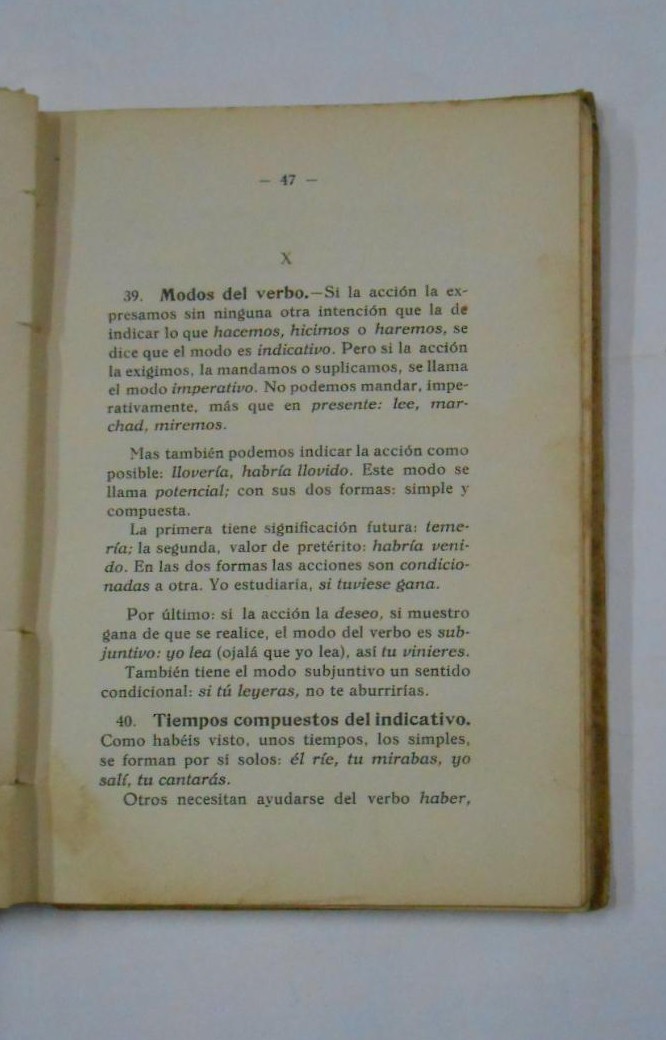 — 47 —
X
39. Modos del verbo.—Si la acción la ex-
presamos sin ninguna otra intención que la de
indicar lo que hacemos, hicimos o haremos, se
dice que el modo es indicativo. Pero si la acción
la exigimos, la mandamos o suplicamos, se llama
el modo imperativo. No podemos mandar, impe-
rativamente, más que en presente: lee, mar-
chad, miremos.
Mas también podemos indicar la acción como
posible: llovería, habría llovido. Este modo se
llama potencial; con sus dos formas: simple y
compuesta.
La primera tiene significación futura: teme-
ría; la segunda, valor de pretérito: habría veni-
do. En las dos formas las acciones son condicio-
nadas a otra. Yo estudiaria, si tuviese gana.
Por último: si la acción la deseo, si muestro
gana de que se realice, el modo del verbo es sub-
juntivo: yo lea (ojalá que yo lea), así tu vinieres.
También tiene el modo subjuntivo un sentido
condicional: si tú leyeras, no te aburrirías.
40. Tiempos compuestos del indicativo.
Como habéis visto, unos tiempos, los simples,
se forman por sí solos: él ríe, tu mirabas, yo
salí, tu cantarás.
Otros necesitan ayudarse del verbo haber,